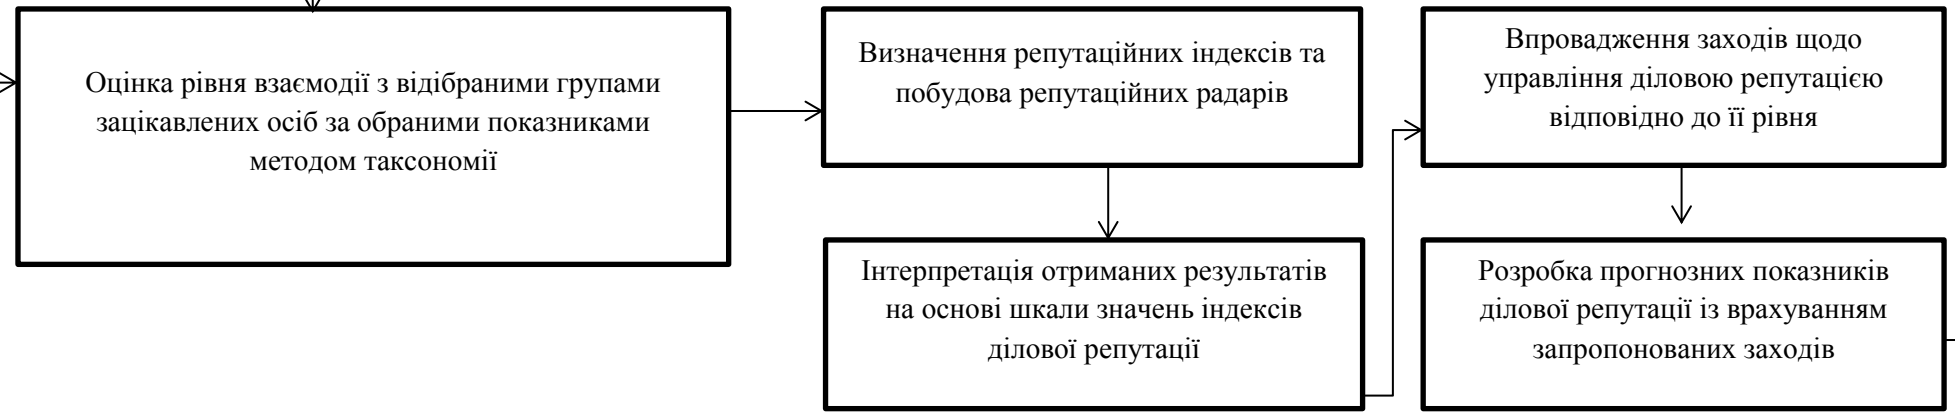 Оцінка рівня взаємодії з відібраними групами
зацікавлених осіб за обраними показниками
методом таксономії
Визначення репутаційних індексів та
побудова репутаційних радарів
Інтерпретація отриманих результатів
на основі шкали значень індексів
ділової репутації
Впровадження заходів щодо
управління діловою репутацією
відповідно до її рівня
Розробка прогнозних показників
ділової репутації із врахуванням
запропонованих заходів